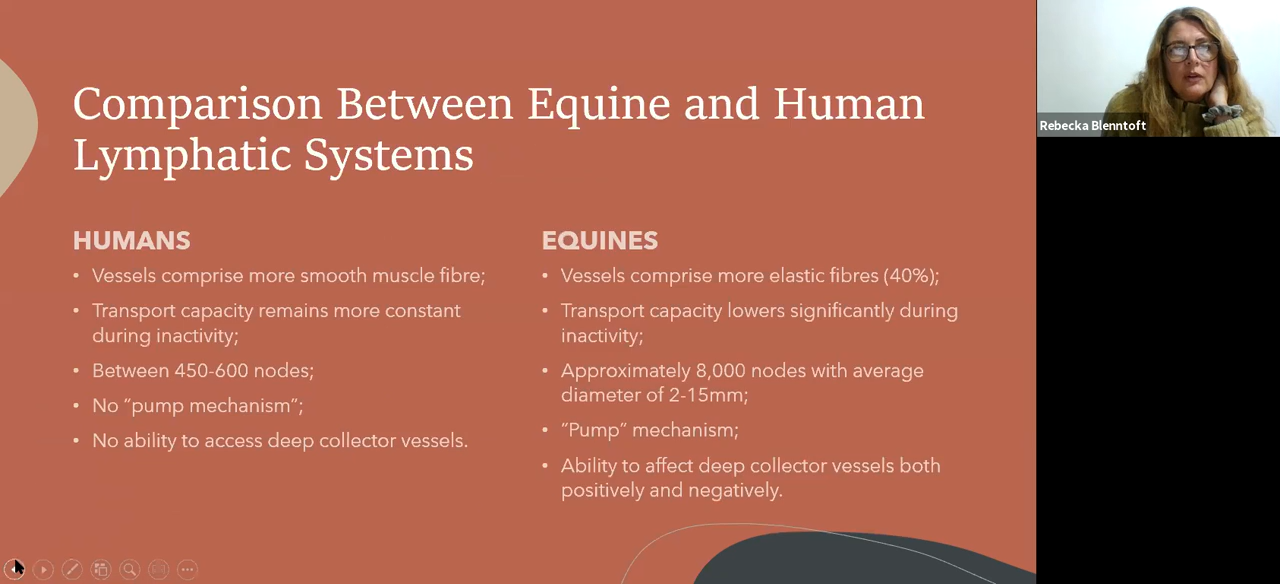 Comparison Between Equine and Human
Lymphatic Systems
HUMANS
• Vessels comprise more smooth muscle fibre;
• Transport capacity remains more constant
during inactivity;
• Between 450-600 nodes;
• No “pump mechanism”;
• No ability to access deep collector vessels.
EQUINES
• Vessels comprise more elastic fibres (40%);
• Transport capacity lowers significantly during
inactivity;
• Approximately 8,000 nodes with average
diameter of 2-15mm;
• “Pump” mechanism;
• Ability to affect deep collector vessels both
positively and negatively.
Rebecka Blenntoft